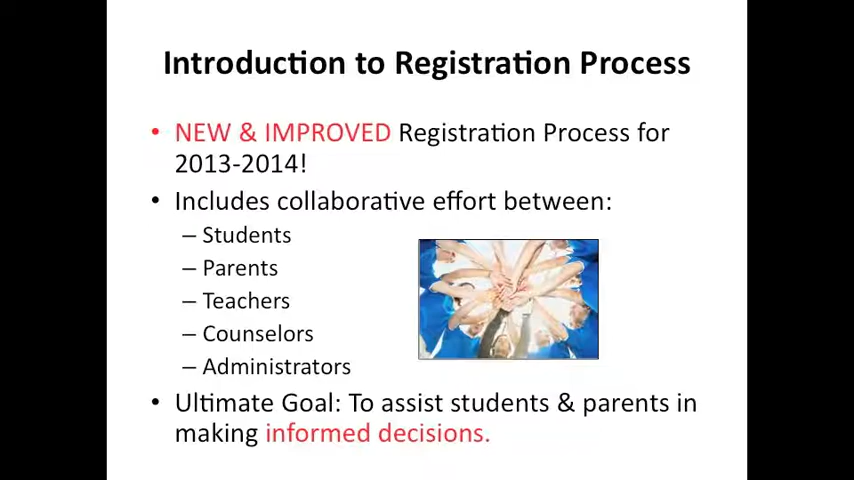 Introduction to Registration Process
• NEW & IMPROVED Registration Process for
2013-2014!
• Includes collaborative effort between:
– Students
– Parents
– Teachers
– Counselors
– Administrators
• Ultimate Goal: To assist students & parents in
making informed decisions.